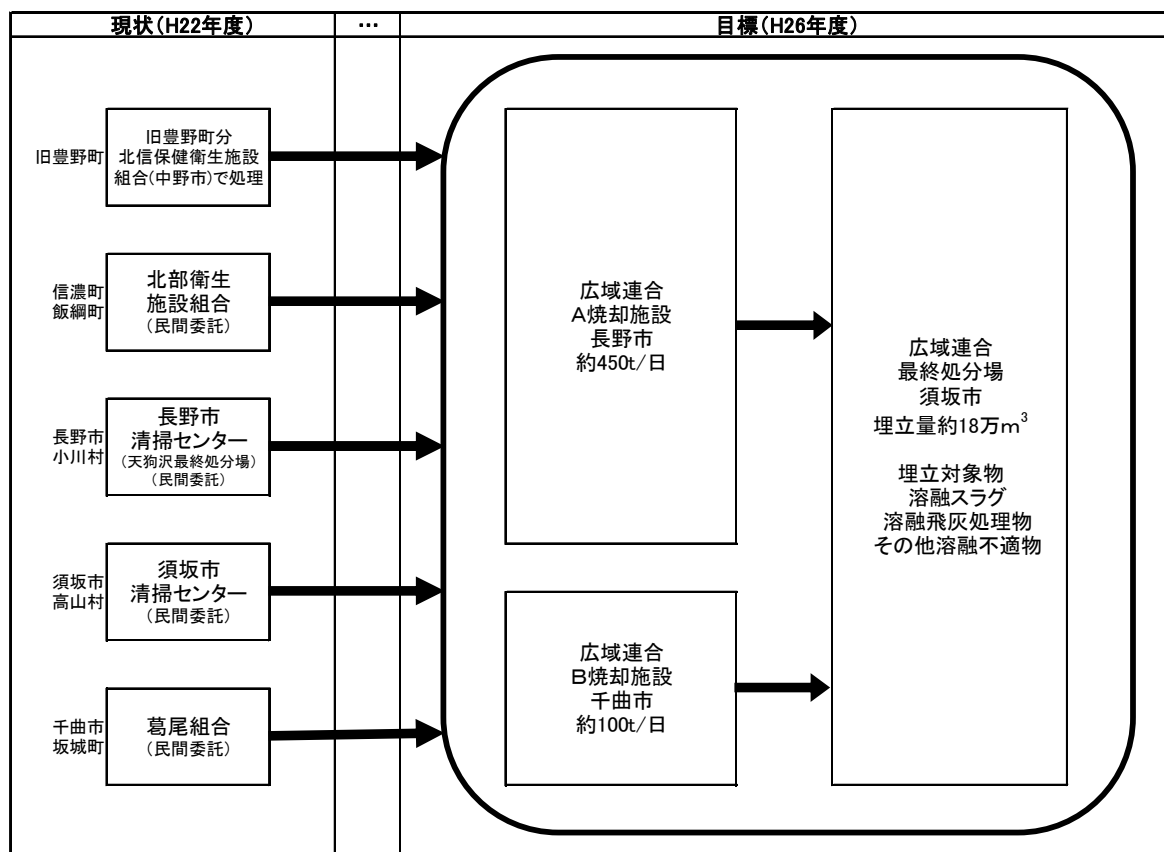 現状(H22年度)
…
目標(H26年度)
旧豊野町
旧豊野町分
北信保健衛生施設
組合(中野市)で処理
信濃町
飯綱町
北部衛生
施設組合
(民間委託)
長野市
小川村
長野市
清掃センター
(天狗沢最終処分場)
(民間委託)
須坂市
高山村
須坂市
清掃センター
(民間委託)
千曲市
坂城町
葛尾組合
(民間委託)
広域連合
A焼却施設
長野市
約450t/日
広域連合
B焼却施設
千曲市
約100t/日
広域連合
最終処分場
須坂市
埋立量約18万m³
埋立対象物
溶融スラグ
溶融飛灰処理物
その他溶融不適物